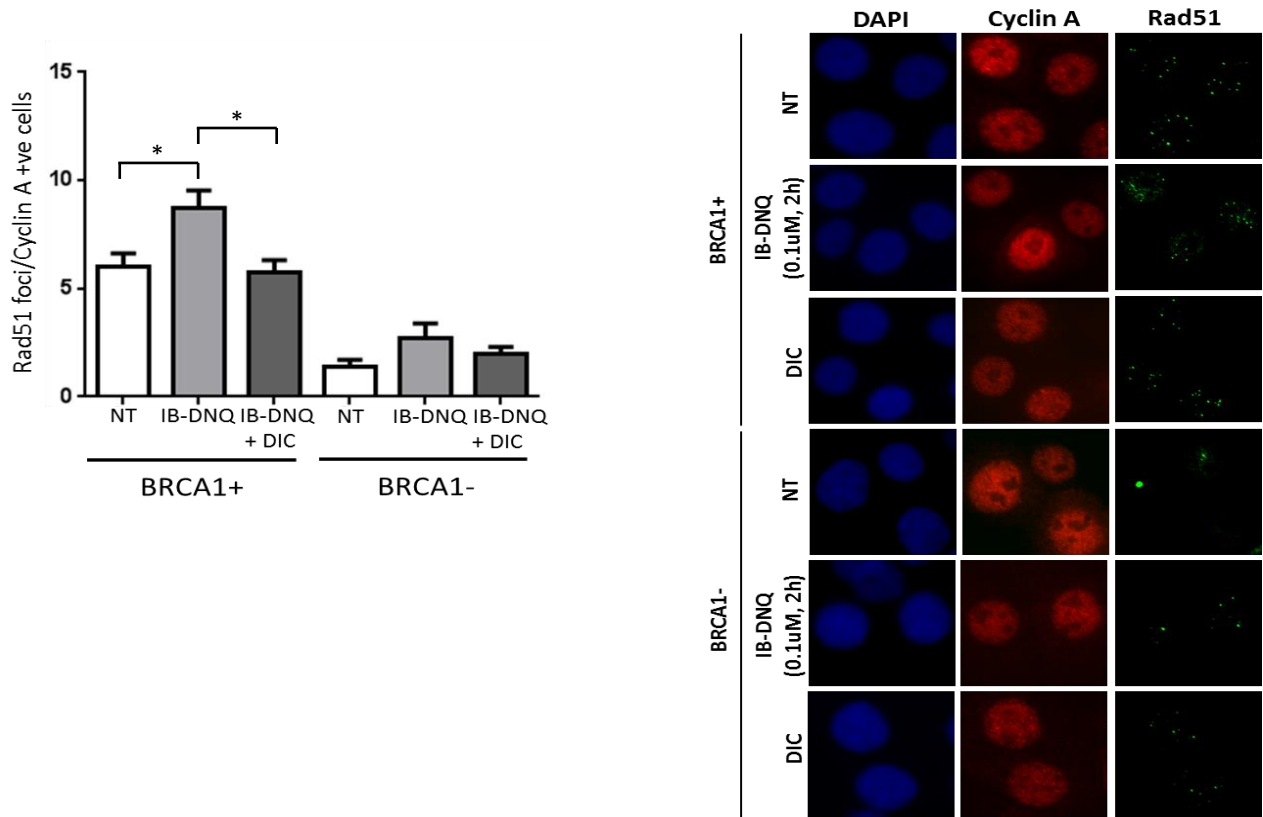 Rad51 foci/Cyclin A +ve cells
15
10
5
0
*
*
NT
IB-DNQ
IB-DNQ
+ DIC
NT
IB-DNQ
IB-DNQ
+ DIC
BRCA1+
BRCA1-
DAPI
Cyclin A
Rad51
BRCA1+
NT
IB-DNQ
(0.1uM, 2h)
DIC
BRCA1-
NT
IB-DNQ
(0.1uM, 2h)
DIC